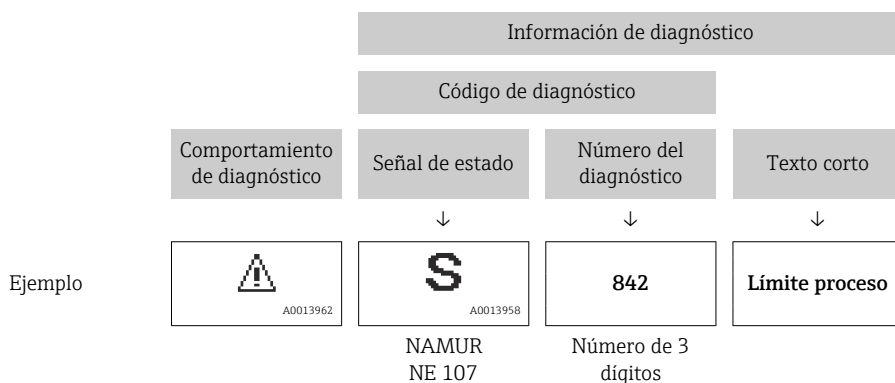 Información de diagnóstico
Código de diagnóstico
Comportamiento
de diagnóstico
Señal de estado
Número del
diagnóstico
Texto corto
↓ ↓ ↓
Ejemplo
A0013962
S
A0013958
842
Límite proceso
NAMUR
NE 107
Número de 3
dígitos